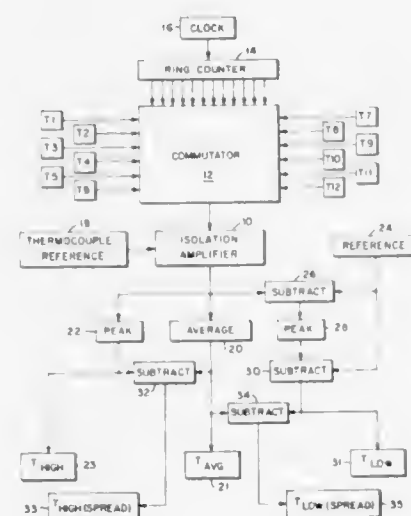 16 CLOCK
14
RING COUNTER
T1 T7
T2 T8
T3 T9
COMMUTATOR
T4 T10
12
T5 T11
T6 T12
18 10 24
THERMOCOUPLE REFERENCE
ISOLATION AMPLIFIER
REFERENCE
26
SUBTRACT
22 PEAK
AVERAGE
20
PEAK 28
SUBTRACT
32
30 SUBTRACT
34
SUBTRACT
T HIGH 23
T AVG
21
T LOW
31
33 T HIGH (SPREAD)
T LOW (SPREAD) 35